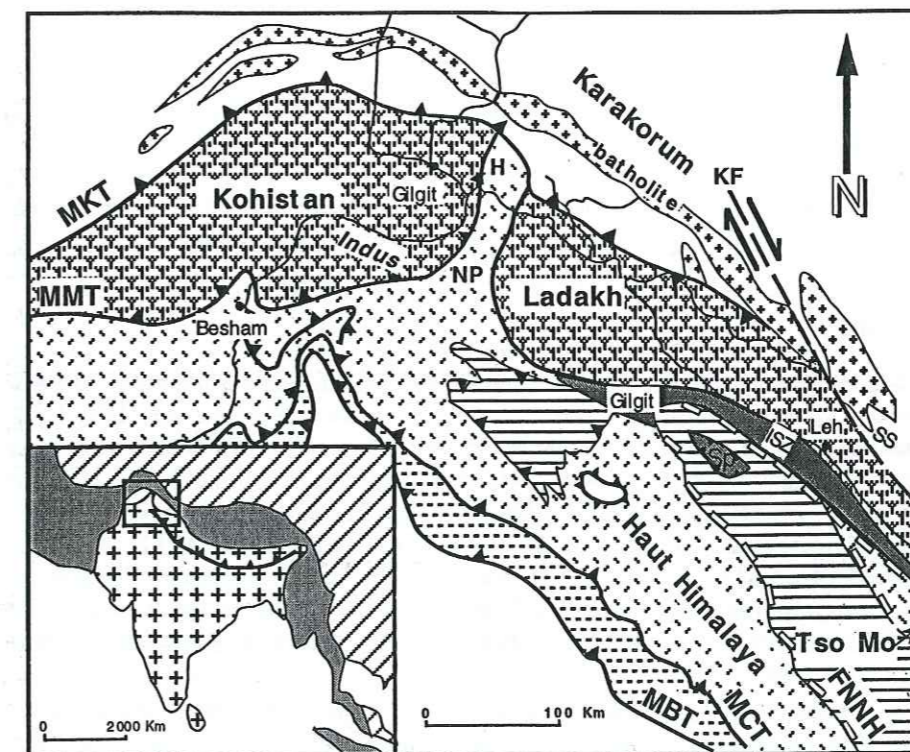 Karakorum
batholite
KF
N
MKT
H
Kohistan
Gilgit
Indus
NP
MMT
Ladakh
Besham
Gilgit
ISZ
Leh
SS
Haut Himalaya
Tso Mo
FNNH
MBT
MCT
0 2000 Km
0 100 Km